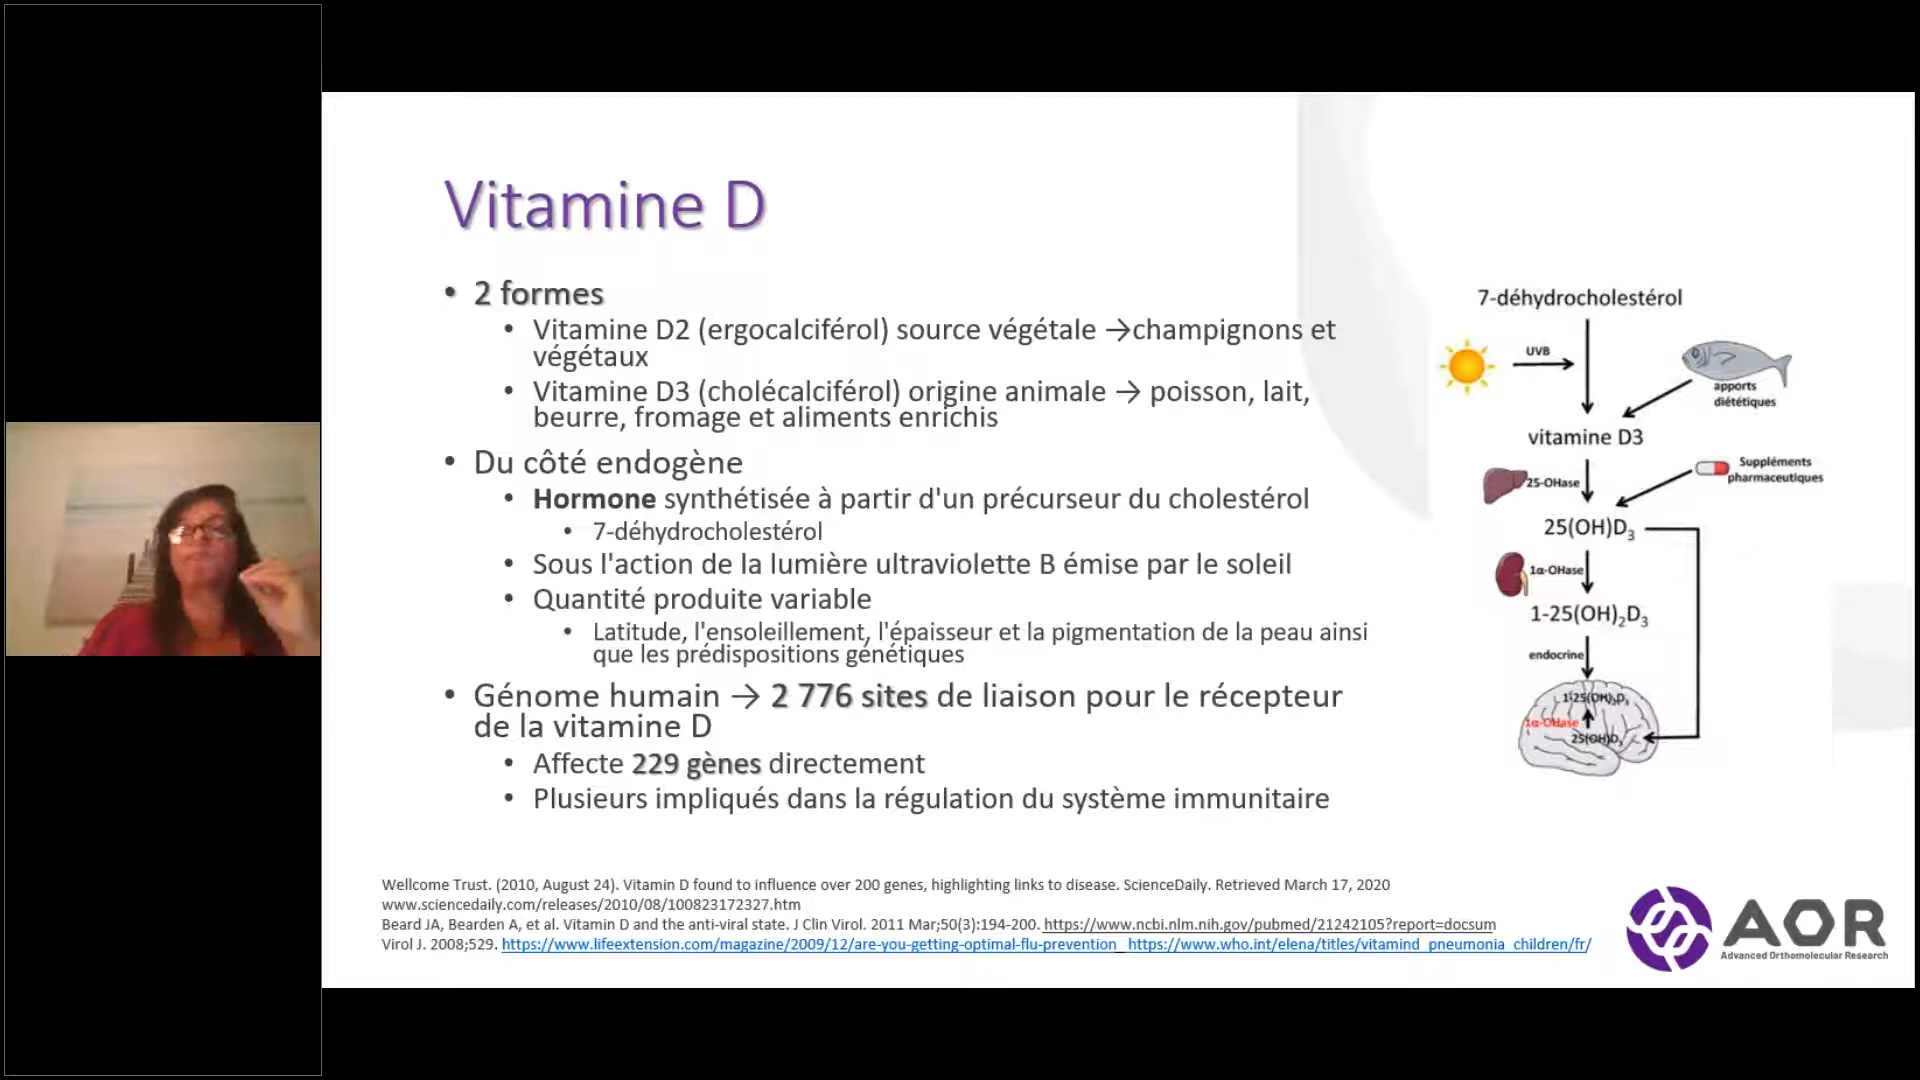 Vitamine D
• 2 formes
• Vitamine D2 (ergocalciférol) source végétale →champignons et
végétaux
• Vitamine D3 (cholécalciférol) origine animale → poisson, lait,
beurre, fromage et aliments enrichis
• Du côté endogène
• Hormone synthétisée à partir d'un précurseur du cholestérol
• 7-déhydrocholestérol
• Sous l'action de la lumière ultraviolette B émise par le soleil
• Quantité produite variable
• Latitude, l'ensoleillement, l'épaisseur et la pigmentation de la peau ainsi
que les prédispositions génétiques
• Génome humain → 2 776 sites de liaison pour le récepteur
de la vitamine D
• Affecte 229 gènes directement
• Plusieurs impliqués dans la régulation du système immunitaire
7-déhydrocholestérol
UVB
apports
diététiques
vitamine D3
Suppléments
pharmaceutiques
25-OHase
25(OH)D₃
1α-OHase
1-25(OH)₂D₃
endocrine
1-25(OH)₂D₃
1α-OHase
25(OH)D₃
Wellcome Trust. (2010, August 24). Vitamin D found to influence over 200 genes, highlighting links to disease. ScienceDaily. Retrieved March 17, 2020
www.sciencedaily.com/releases/2010/08/100823172327.htm
Beard JA, Bearden A, et al. Vitamin D and the anti-viral state. J Clin Virol. 2011 Mar;50(3):194-200. https://www.ncbi.nlm.nih.gov/pubmed/21242105?report=docsum
Virol J. 2008;529. https://www.lifeextension.com/magazine/2009/12/are-you-getting-optimal-flu-prevention https://www.who.int/elena/titles/vitamind_pneumonia_children/fr/
AOR
Advanced Orthomolecular Research